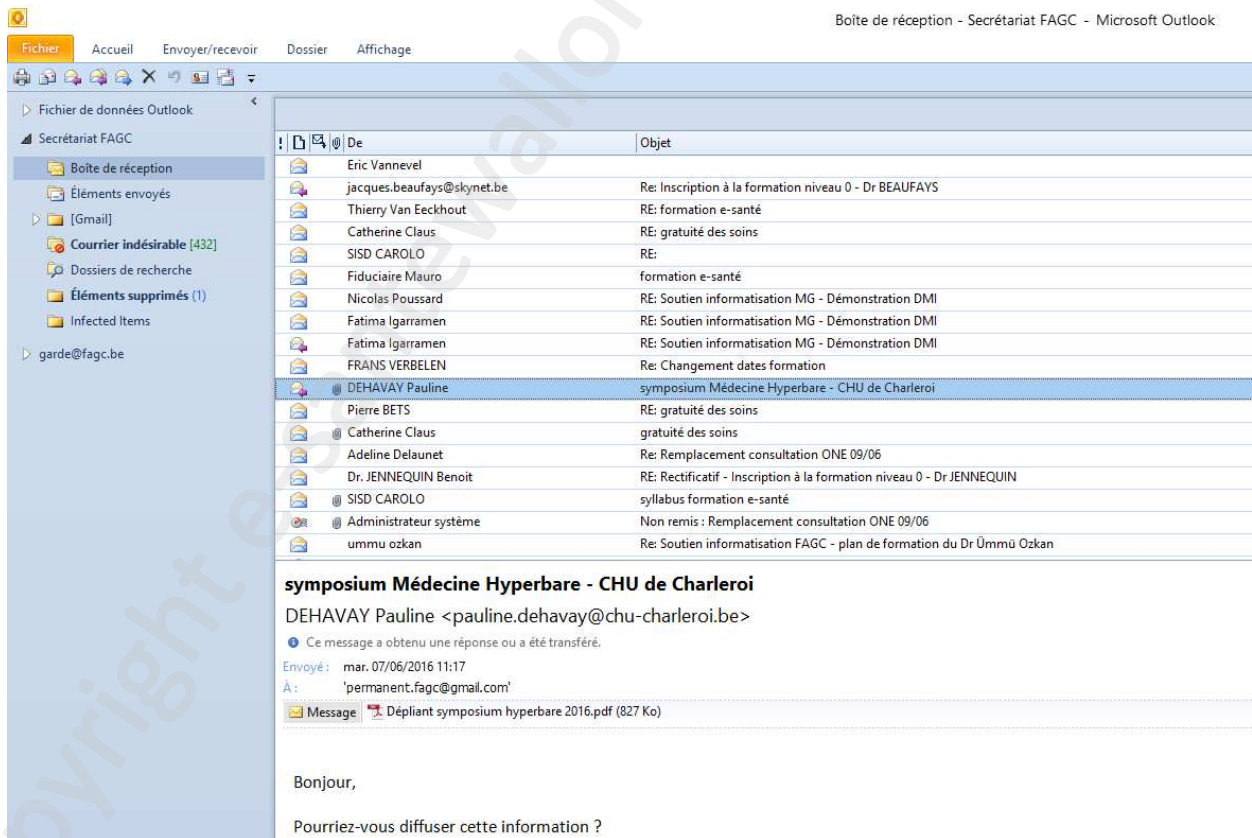 Boîte de réception - Secrétariat FAGC - Microsoft Outlook
Fichier Accueil Envoyer/recevoir Dossier Affichage
Fichier de données Outlook
Secrétariat FAGC
Boîte de réception
Éléments envoyés
[Gmail]
Courrier indésirable [432]
Dossiers de recherche
Éléments supprimés (1)
Infected Items
garde@fagc.be
! De Objet
Eric Vannevel
jacques.beaufays@skynet.be Re: Inscription à la formation niveau 0 - Dr BEAUFAYS
Thierry Van Eeckhout RE: formation e-santé
Catherine Claus RE: gratuité des soins
SISD CAROLO RE:
Fiduciaire Mauro formation e-santé
Nicolas Poussard RE: Soutien informatisation MG - Démonstration DMI
Fatima Igarramen RE: Soutien informatisation MG - Démonstration DMI
Fatima Igarramen RE: Soutien informatisation MG - Démonstration DMI
FRANS VERBELEN Re: Changement dates formation
DEHAVAY Pauline symposium Médecine Hyperbare - CHU de Charleroi
Pierre BETS RE: gratuité des soins
Catherine Claus gratuité des soins
Adeline Delaunet Re: Remplacement consultation ONE 09/06
Dr. JENNEQUIN Benoit RE: Rectificatif - Inscription à la formation niveau 0 - Dr JENNEQUIN
SISD CAROLO syllabus formation e-santé
Administrateur système Non remis : Remplacement consultation ONE 09/06
ummu ozkan Re: Soutien informatisation FAGC - plan de formation du Dr Ümmü Ozkan
symposium Médecine Hyperbare - CHU de Charleroi
DEHAVAY Pauline <pauline.dehavay@chu-charleroi.be>
Ce message a obtenu une réponse ou a été transféré.
Envoyé : mar. 07/06/2016 11:17
À : 'permanent.fagc@gmail.com'
Message Dépliant symposium hyperbare 2016.pdf (827 Ko)
Bonjour,
Pourriez-vous diffuser cette information ?